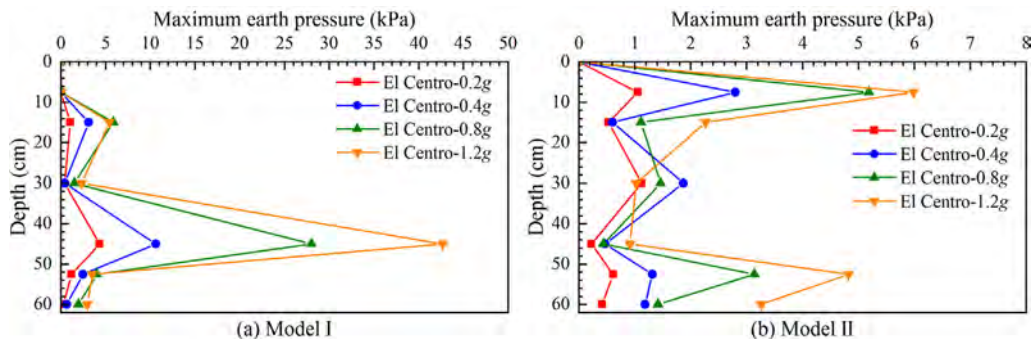 Maximum earth pressure (kPa)
0 5 10 15 20 25 30 35 40 45 50
0
10
20
30
40
50
60
Depth (cm)
El Centro-0.2g
El Centro-0.4g
El Centro-0.8g
El Centro-1.2g
(a) Model I
Maximum earth pressure (kPa)
0 1 2 3 4 5 6 7 8
0
10
20
30
40
50
60
Depth (cm)
El Centro-0.2g
El Centro-0.4g
El Centro-0.8g
El Centro-1.2g
(b) Model II